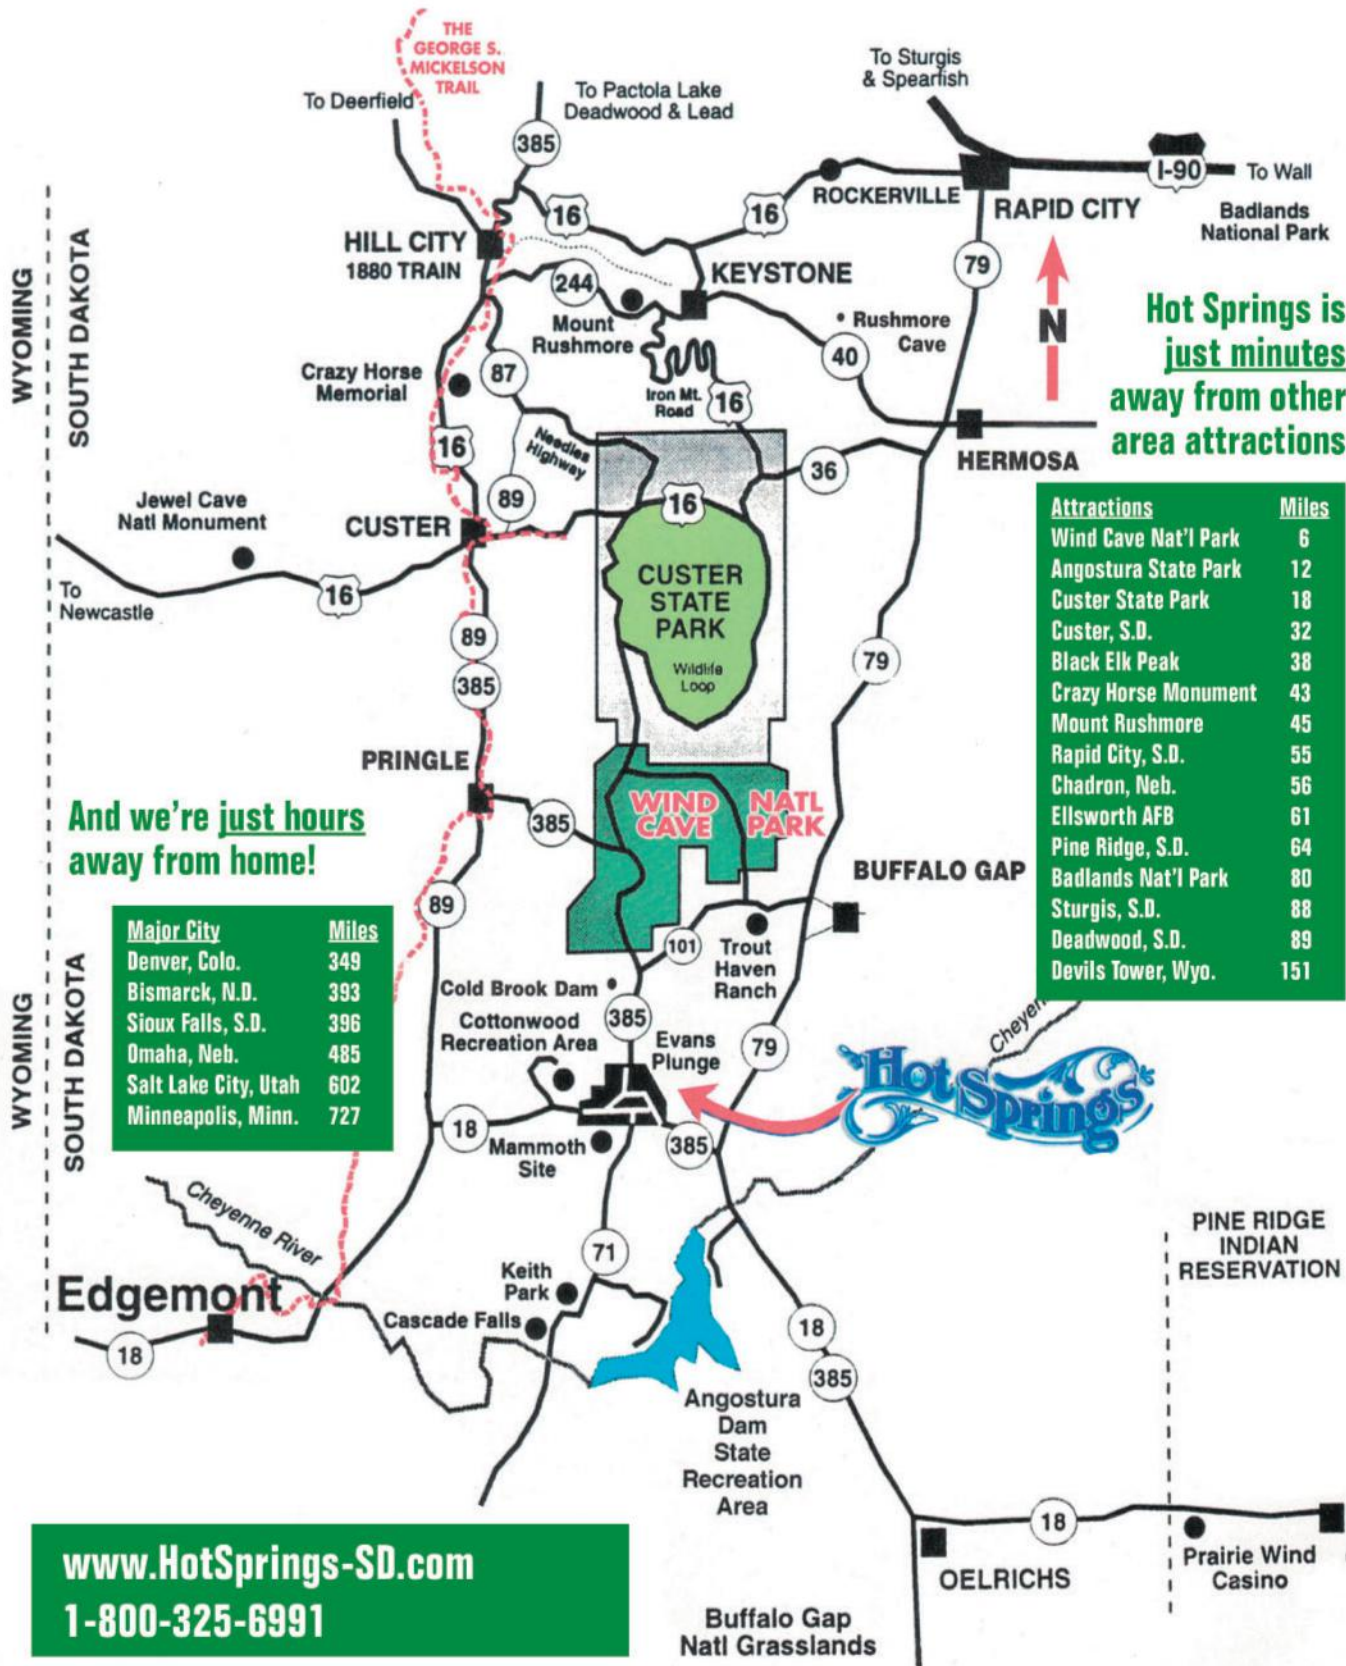 THE
GEORGE S.
MICKELSON
TRAIL
To Deerfield
To Pactola Lake
Deadwood & Lead
To Sturgis
& Spearfish
385
I-90
To Wall
ROCKERVILLE
RAPID CITY
Badlands
National Park
16
16
HILL CITY
1880 TRAIN
KEYSTONE
79
244
Mount
Rushmore
Rushmore
Cave
N
40
Hot Springs is
just minutes
away from other
area attractions
WYOMING
SOUTH DAKOTA
Crazy Horse
Memorial
87
Iron Mt.
Road
16
16
Needles
Highway
HERMOSA
36
89
16
Jewel Cave
Natl Monument
CUSTER
To
Newcastle
16
CUSTER
STATE
PARK
Wildlife
Loop
89
385
79
Attractions Miles
Wind Cave Nat'l Park 6
Angostura State Park 12
Custer State Park 18
Custer, S.D. 32
Black Elk Peak 38
Crazy Horse Monument 43
Mount Rushmore 45
Rapid City, S.D. 55
Chadron, Neb. 56
Ellsworth AFB 61
Pine Ridge, S.D. 64
Badlands Nat'l Park 80
Sturgis, S.D. 88
Deadwood, S.D. 89
Devils Tower, Wyo. 151
PRINGLE
WIND NATL
CAVE PARK
385
And we're just hours
away from home!
BUFFALO GAP
89
Major City Miles
Denver, Colo. 349
Bismarck, N.D. 393
Sioux Falls, S.D. 396
Omaha, Neb. 485
Salt Lake City, Utah 602
Minneapolis, Minn. 727
WYOMING
SOUTH DAKOTA
101
Trout
Haven
Ranch
Cold Brook Dam
385
Cottonwood
Recreation Area
Evans
Plunge
79
Cheyen
Hot Springs
18
Mammoth
Site
385
Cheyenne River
71
Edgemont
18
Keith
Park
Cascade Falls
PINE RIDGE
INDIAN
RESERVATION
18
385
Angostura
Dam
State
Recreation
Area
18
OELRICHS
Prairie Wind
Casino
Buffalo Gap
Natl Grasslands
www.HotSprings-SD.com
1-800-325-6991